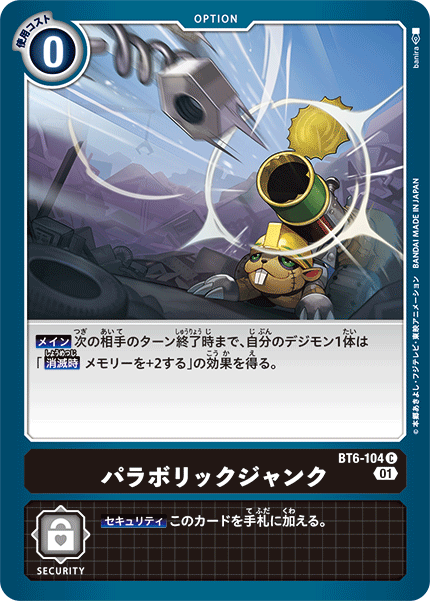 使用コスト
0
OPTION
banira
メイン 次の相手のターン終了時まで、自分のデジモン1体は
「消滅時 メモリーを+2する」の効果を得る。
© 本郷あきよし・フジテレビ・東映アニメーション BANDAI MADE IN JAPAN
BT6-104 C
パラボリックジャンク
01
セキュリティ このカードを手札に加える。
SECURITY